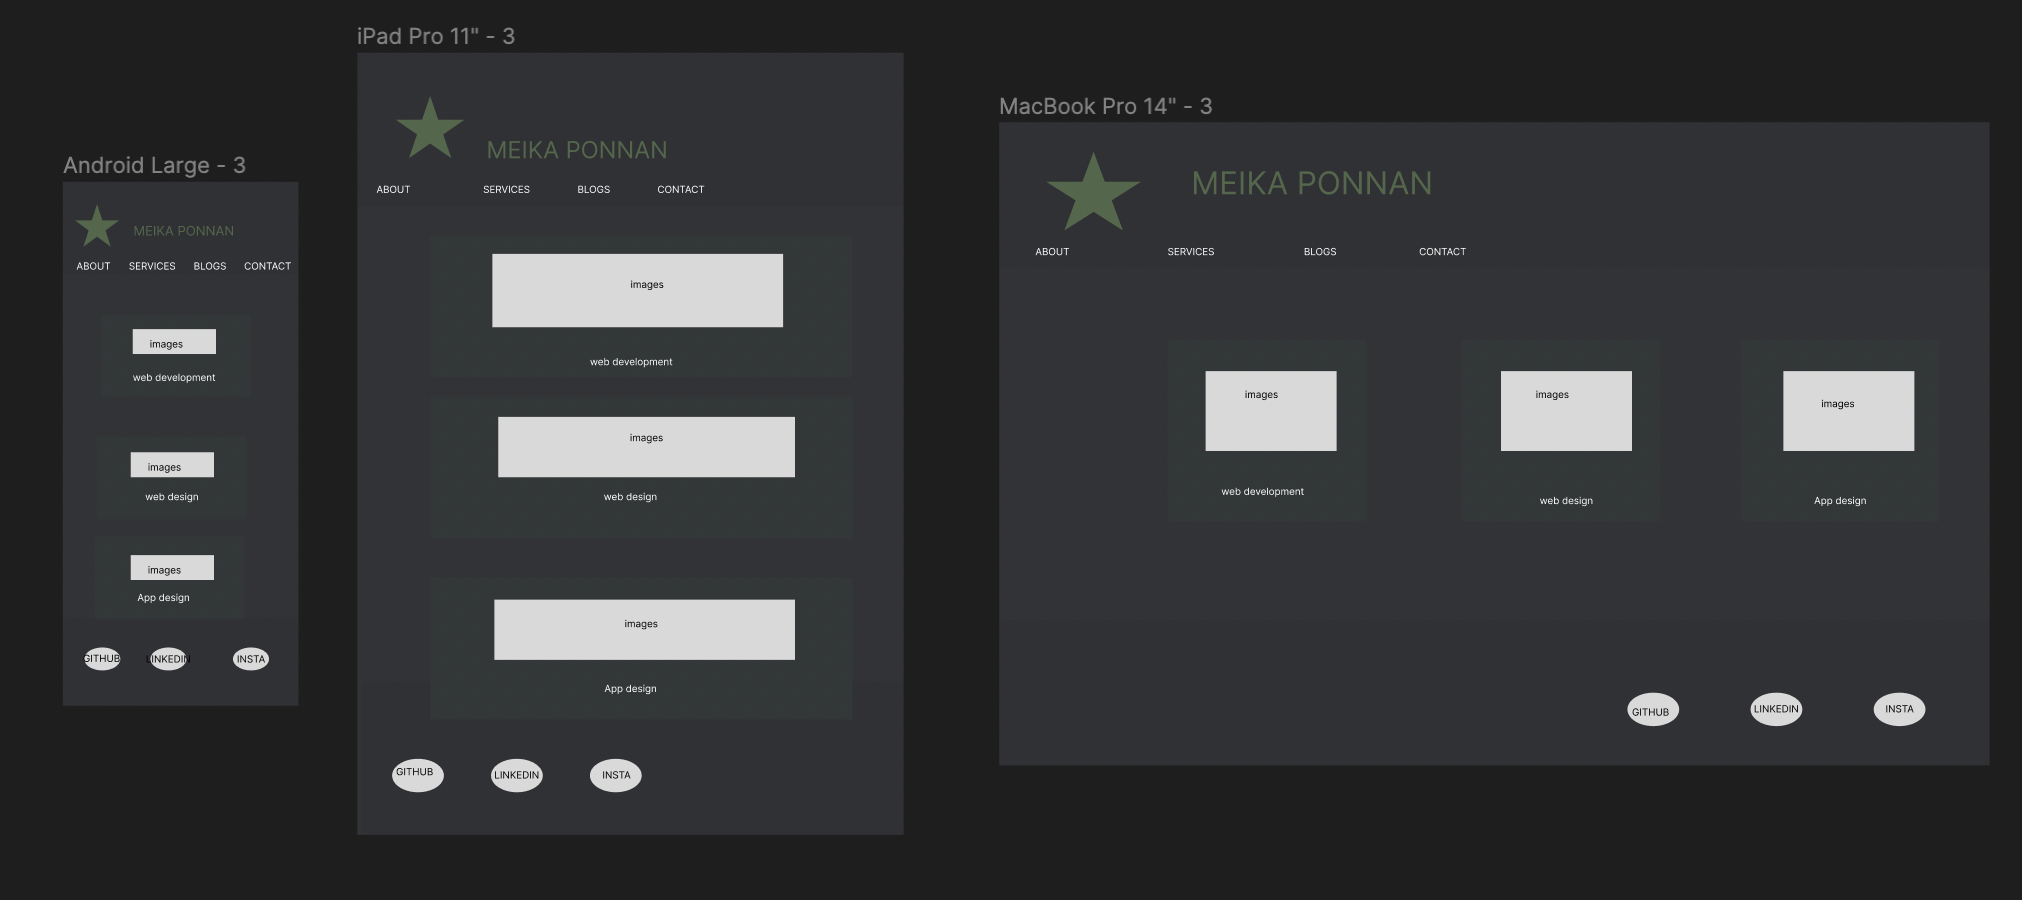 Android Large - 3
MEIKA PONNAN
ABOUT SERVICES BLOGS CONTACT
images
web development
images
web design
images
App design
GITHUB LINKEDIN INSTA
iPad Pro 11" - 3
MEIKA PONNAN
ABOUT SERVICES BLOGS CONTACT
images
web development
images
web design
images
App design
GITHUB LINKEDIN INSTA
MacBook Pro 14" - 3
MEIKA PONNAN
ABOUT SERVICES BLOGS CONTACT
images
web development
images
web design
images
App design
GITHUB LINKEDIN INSTA